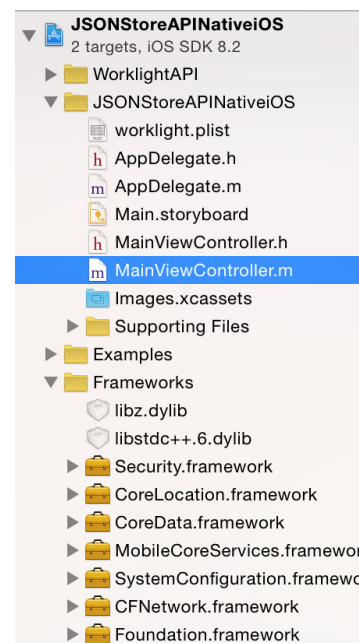 JSONStoreAPINativeiOS
2 targets, iOS SDK 8.2
WorklightAPI
JSONStoreAPINativeiOS
worklight.plist
h AppDelegate.h
m AppDelegate.m
Main.storyboard
h MainViewController.h
m MainViewController.m
Images.xcassets
Supporting Files
Examples
Frameworks
libz.dylib
libstdc++.6.dylib
Security.framework
CoreLocation.framework
CoreData.framework
MobileCoreServices.framewor
SystemConfiguration.framewo
CFNetwork.framework
Foundation.framework